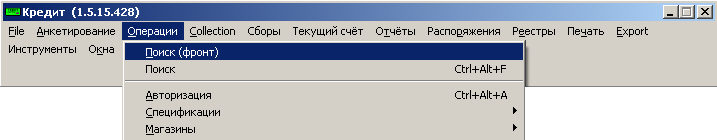 Кредит (1.5.15.428)
File Анкетирование Операции Collection Сборы Текущий счёт Отчёты Распоряжения Реестры Печать Export
Инструменты Окна
Поиск (фронт)
Поиск Ctrl+Alt+F
Авторизация Ctrl+Alt+A
Спецификации
Магазины